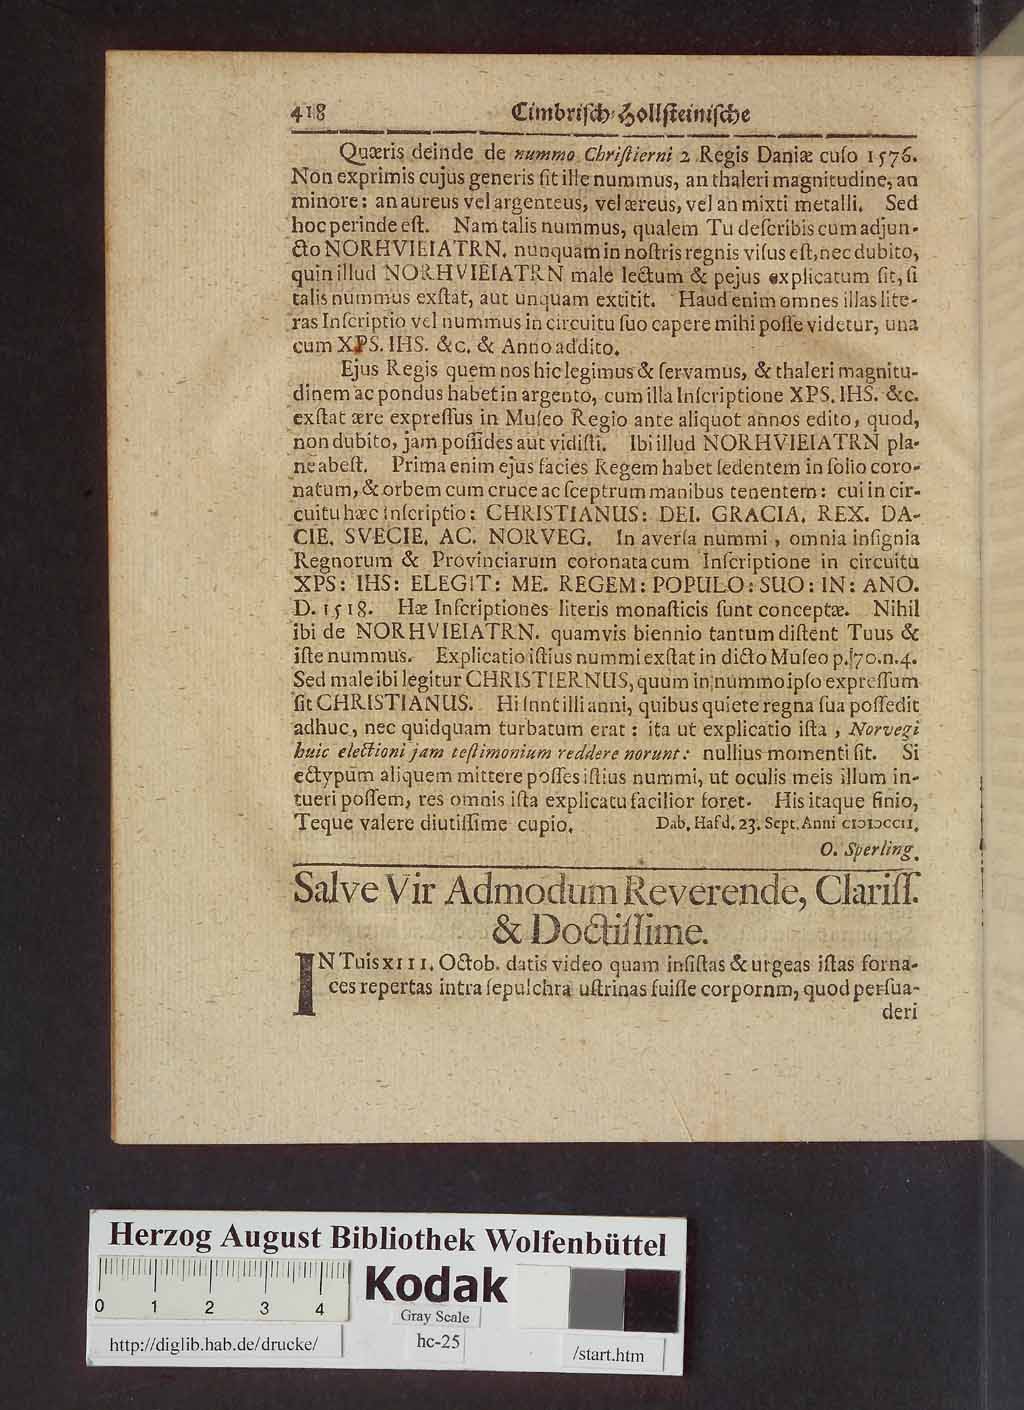 418 Cimbriſch-Hollſteiniſche
Quæris deinde de nummo Chriſtierni 2 Regis Daniæ cuſo 1576.
Non exprimis cujus generis ſit ille nummus, an thaleri magnitudine, an
minore: an aureus vel argenteus, vel æreus, vel an mixti metalli. Sed
hoc perinde eſt. Nam talis nummus, qualem Tu deſcribis cum adjun-
cto NORHVIEIATRN. nunquam in noſtris regnis viſus eſt, nec dubito,
quin illud NORHVIEIATRN male lectum & pejus explicatum ſit, ſi
talis nummus exſtat, aut unquam extitit. Haud enim omnes illas lite-
ras Inſcriptio vel nummus in circuitu ſuo capere mihi poſſe videtur, una
cum XPS. IHS. &c. & Anno addito.
Ejus Regis quem nos hic legimus & ſervamus, & thaleri magnitu-
dinem ac pondus habet in argento, cum illa Inſcriptione XPS. IHS. &c.
exſtat ære expreſſus in Muſeo Regio ante aliquot annos edito, quod,
non dubito, jam poſſides aut vidiſti. Ibi illud NORHVIEIATRN pla-
ne abeſt. Prima enim ejus facies Regem habet ſedentem in ſolio coro-
natum, & orbem cum cruce ac ſceptrum manibus tenentem: cui in cir-
cuitu hæc inſcriptio: CHRISTIANUS: DEI. GRACIA. REX. DA-
CIE. SVECIE. AC. NORVEG. In averſa nummi, omnia inſignia
Regnorum & Provinciarum coronata cum Inſcriptione in circuitu
XPS: IHS: ELEGIT: ME. REGEM: POPULO: SUO: IN: ANO.
D. 1518. Hæ Inſcriptiones literis monaſticis ſunt conceptæ. Nihil
ibi de NORHVIEIATRN. quamvis biennio tantum diſtent Tuus &
iſte nummus. Explicatio iſtius nummi exſtat in dicto Muſeo p. 70. n. 4.
Sed male ibi legitur CHRISTIERNUS, quum in nummo ipſo expreſſum
ſit CHRISTIANUS. Hi ſnnt illi anni, quibus quiete regna ſua poſſedit
adhuc, nec quidquam turbatum erat: ita ut explicatio iſta, Norvegi
huic electioni jam teſtimonium reddere norunt: nullius momenti ſit. Si
ectypum aliquem mittere poſſes iſtius nummi, ut oculis meis illum in-
tueri poſſem, res omnis iſta explicatu facilior foret. His itaque finio,
Teque valere diutiſſime cupio. Dab. Hafd. 23. Sept. Anni CIↃIↃCCII.
O. Sperling.
Salve Vir Admodum Reverende, Clariſſ.
& Doctiſſime.
IN Tuis XIII. Octob. datis video quam inſiſtas & urgeas iſtas forna-
ces repertas intra ſepulchra uſtrinas fuiſſe corpornm, quod perſua-
deri
Herzog August Bibliothek Wolfenbüttel
0 1 2 3 4
Kodak
Gray Scale
http://diglib.hab.de/drucke/
hc-25
/start.htm